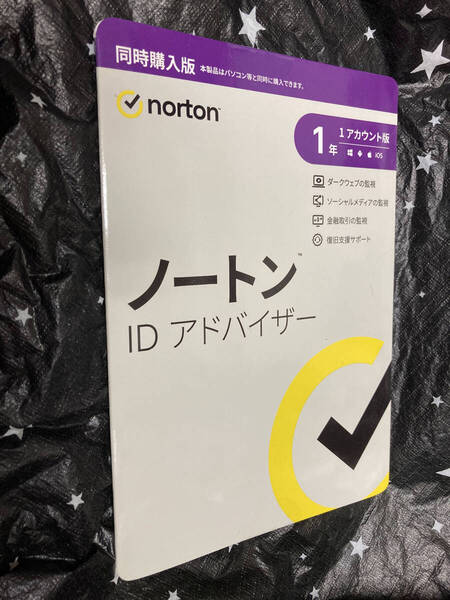 同時購入版 本製品はパソコン等と同時に購入できます。
norton
1年
1アカウント版
iOS
ダークウェブの監視
ソーシャルメディアの監視
金融取引の監視
復旧支援サポート
ノートン™
ID アドバイザー